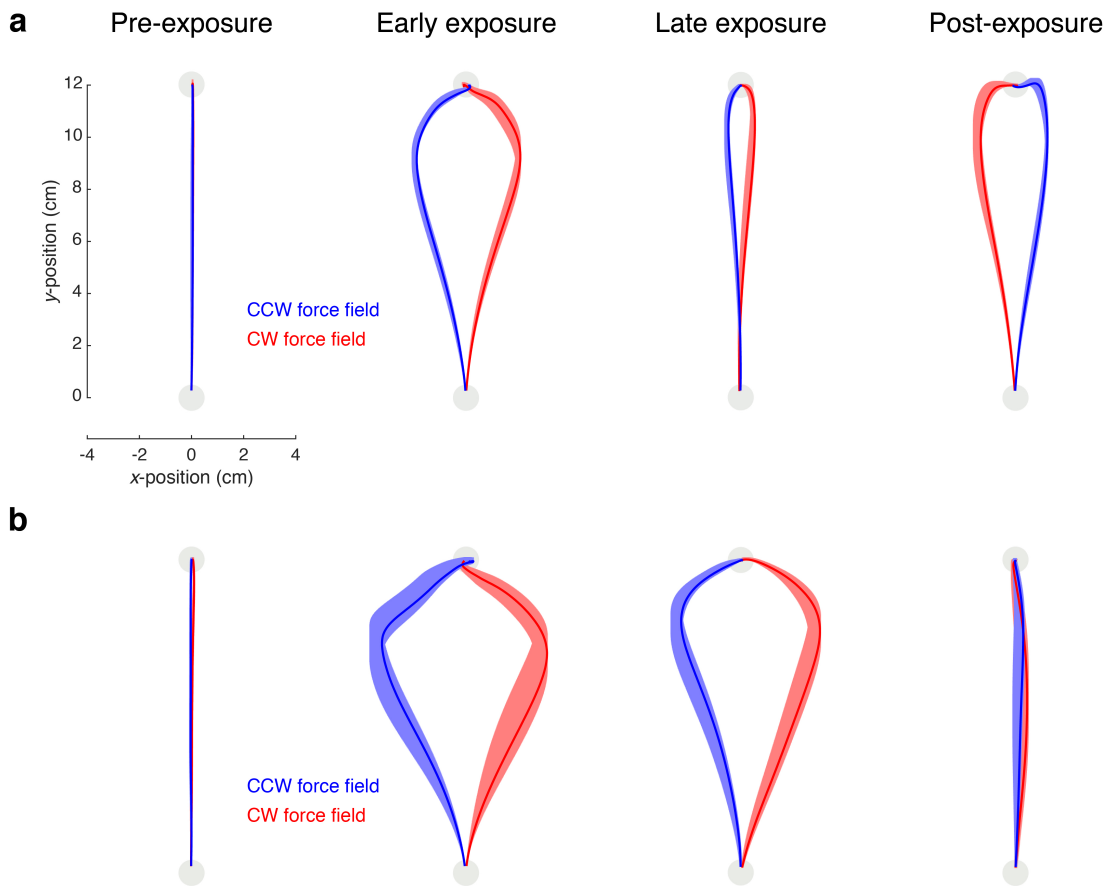 a
Pre-exposure
Early exposure
Late exposure
Post-exposure
12
10
8
6
4
2
0
y-position (cm)
CCW force field
CW force field
-4 -2 0 2 4
x-position (cm)
b
CCW force field
CW force field